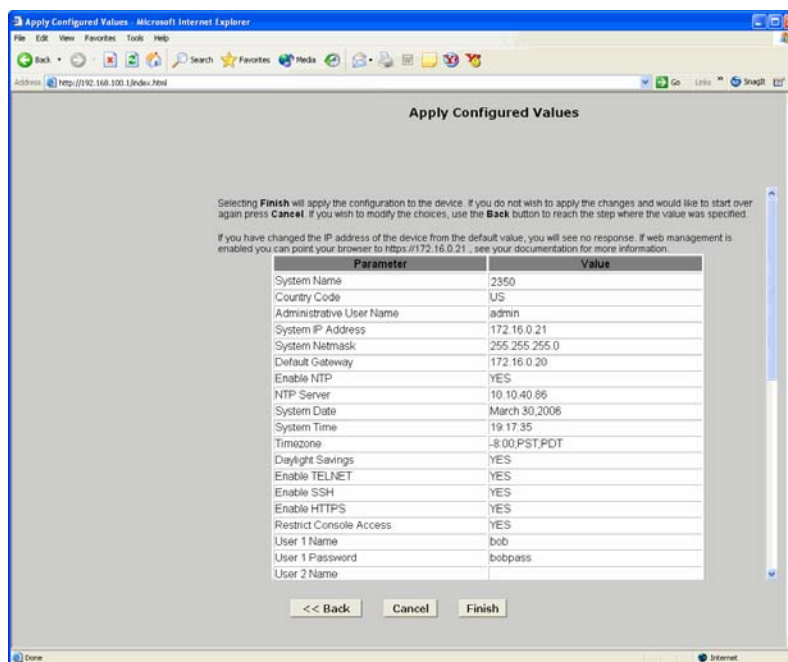 Apply Configured Values - Microsoft Internet Explorer
File Edit View Favorites Tools Help
Back Search Favorites Media
Address http://192.168.100.1/index.html Go Links » SnagIt
Apply Configured Values
Selecting Finish will apply the configuration to the device. If you do not wish to apply the changes and would like to start over
again press Cancel. If you wish to modify the choices, use the Back button to reach the step where the value was specified.
If you have changed the IP address of the device from the default value, you will see no response. If web management is
enabled you can point your browser to https://172.16.0.21 , see your documentation for more information.
Parameter Value
System Name 2350
Country Code US
Administrative User Name admin
System IP Address 172.16.0.21
System Netmask 255.255.255.0
Default Gateway 172.16.0.20
Enable NTP YES
NTP Server 10.10.40.86
System Date March 30,2006
System Time 19:17:35
Timezone -8:00;PST;PDT
Daylight Savings YES
Enable TELNET YES
Enable SSH YES
Enable HTTPS YES
Restrict Console Access YES
User 1 Name bob
User 1 Password bobpass
User 2 Name
<< Back Cancel Finish
Done Internet